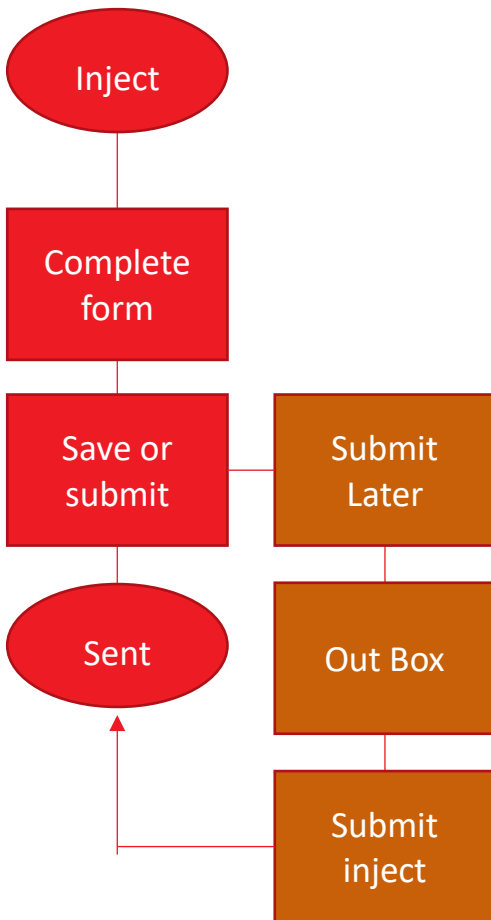 Inject
Complete
form
Save or
submit
Submit
Later
Sent
Out Box
Submit
inject